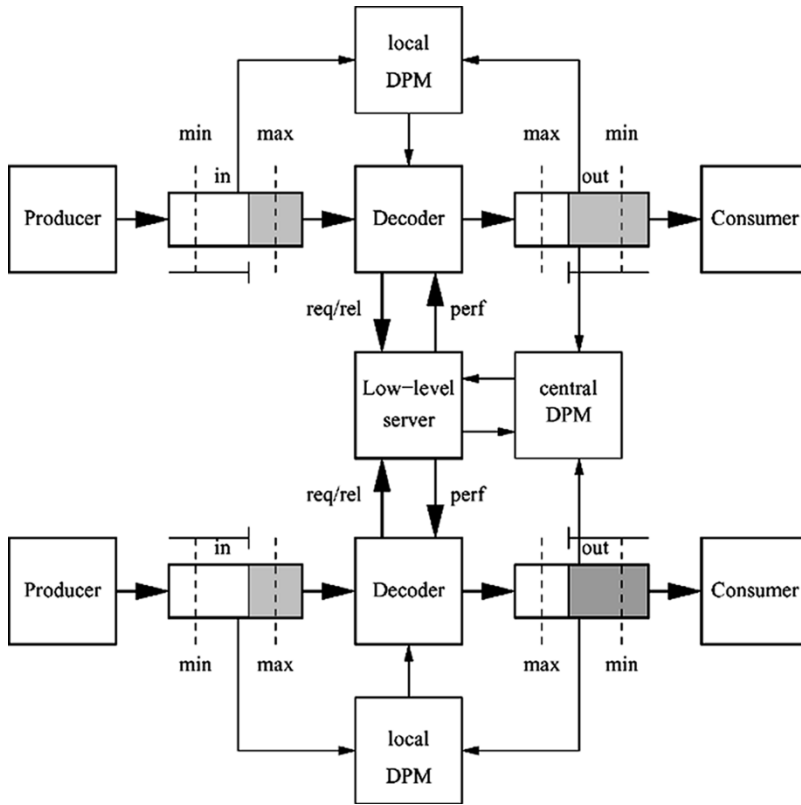 local
DPM
min
max
max
min
in
out
Producer
Decoder
Consumer
req/rel
perf
Low-level
server
central
DPM
req/rel
perf
in
out
Producer
Decoder
Consumer
min
max
max
min
local
DPM